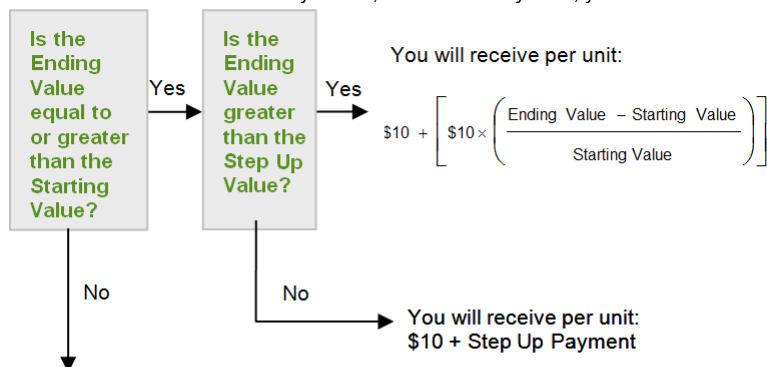 Is the
Ending
Value
equal to
or greater
than the
Starting
Value?
Yes
Is the
Ending
Value
greater
than the
Step Up
Value?
Yes
You will receive per unit:
$10 + [ $10 × ( Ending Value – Starting Value
Starting Value ) ]
No
No
You will receive per unit:
$10 + Step Up Payment